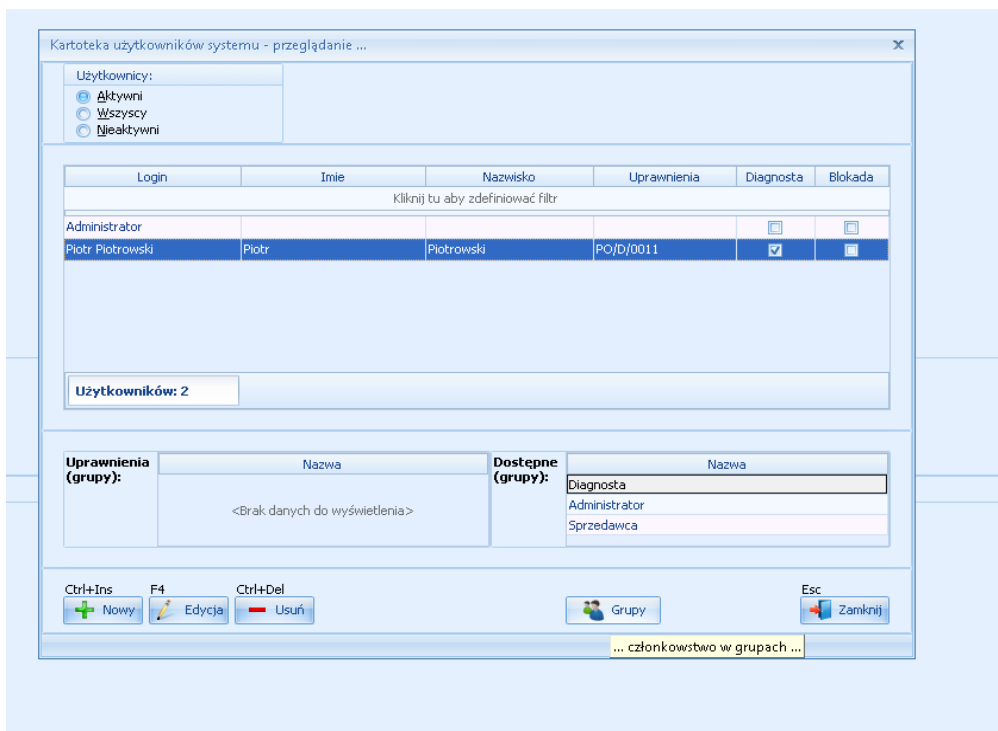 Kartoteka użytkowników systemu - przeglądanie ...
x
Użytkownicy:
Aktywni
Wszyscy
Nieaktywni
Login Imie Nazwisko Uprawnienia Diagnosta Blokada
Kliknij tu aby zdefiniować filtr
Administrator
Piotr Piotrowski Piotr Piotrowski PO/D/0011
Użytkowników: 2
Uprawnienia (grupy):
Nazwa
<Brak danych do wyświetlenia>
Dostępne (grupy):
Nazwa
Diagnosta
Administrator
Sprzedawca
Ctrl+Ins F4 Ctrl+Del Esc
Nowy Edycja Usuń Grupy Zamknij
... członkowstwo w grupach ...